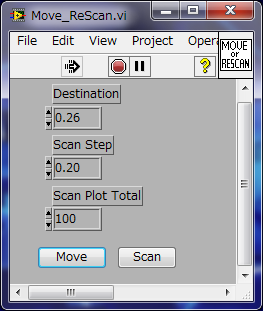 Move_ReScan.vi
File Edit View Project Opera
MOVE
or
RESCAN
?
Destination
0.26
Scan Step
0.20
Scan Plot Total
100
Move Scan